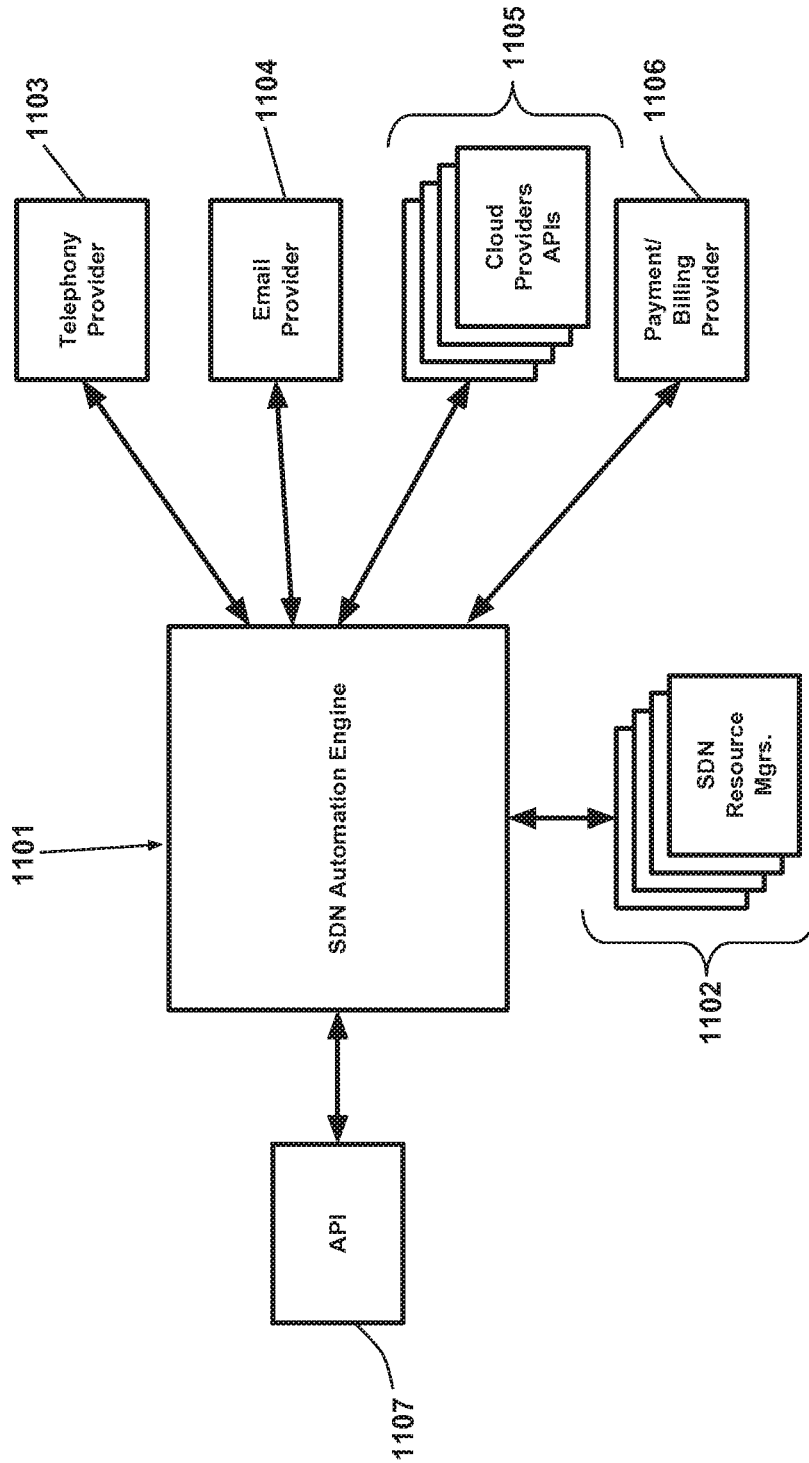 1103
Telephony
Provider
1104
Email
Provider
1105
Cloud
Providers
APIs
1106
Payment/
Billing
Provider
1101
SDN Automation Engine
SDN
Resource
Mgrs.
1102
API
1107